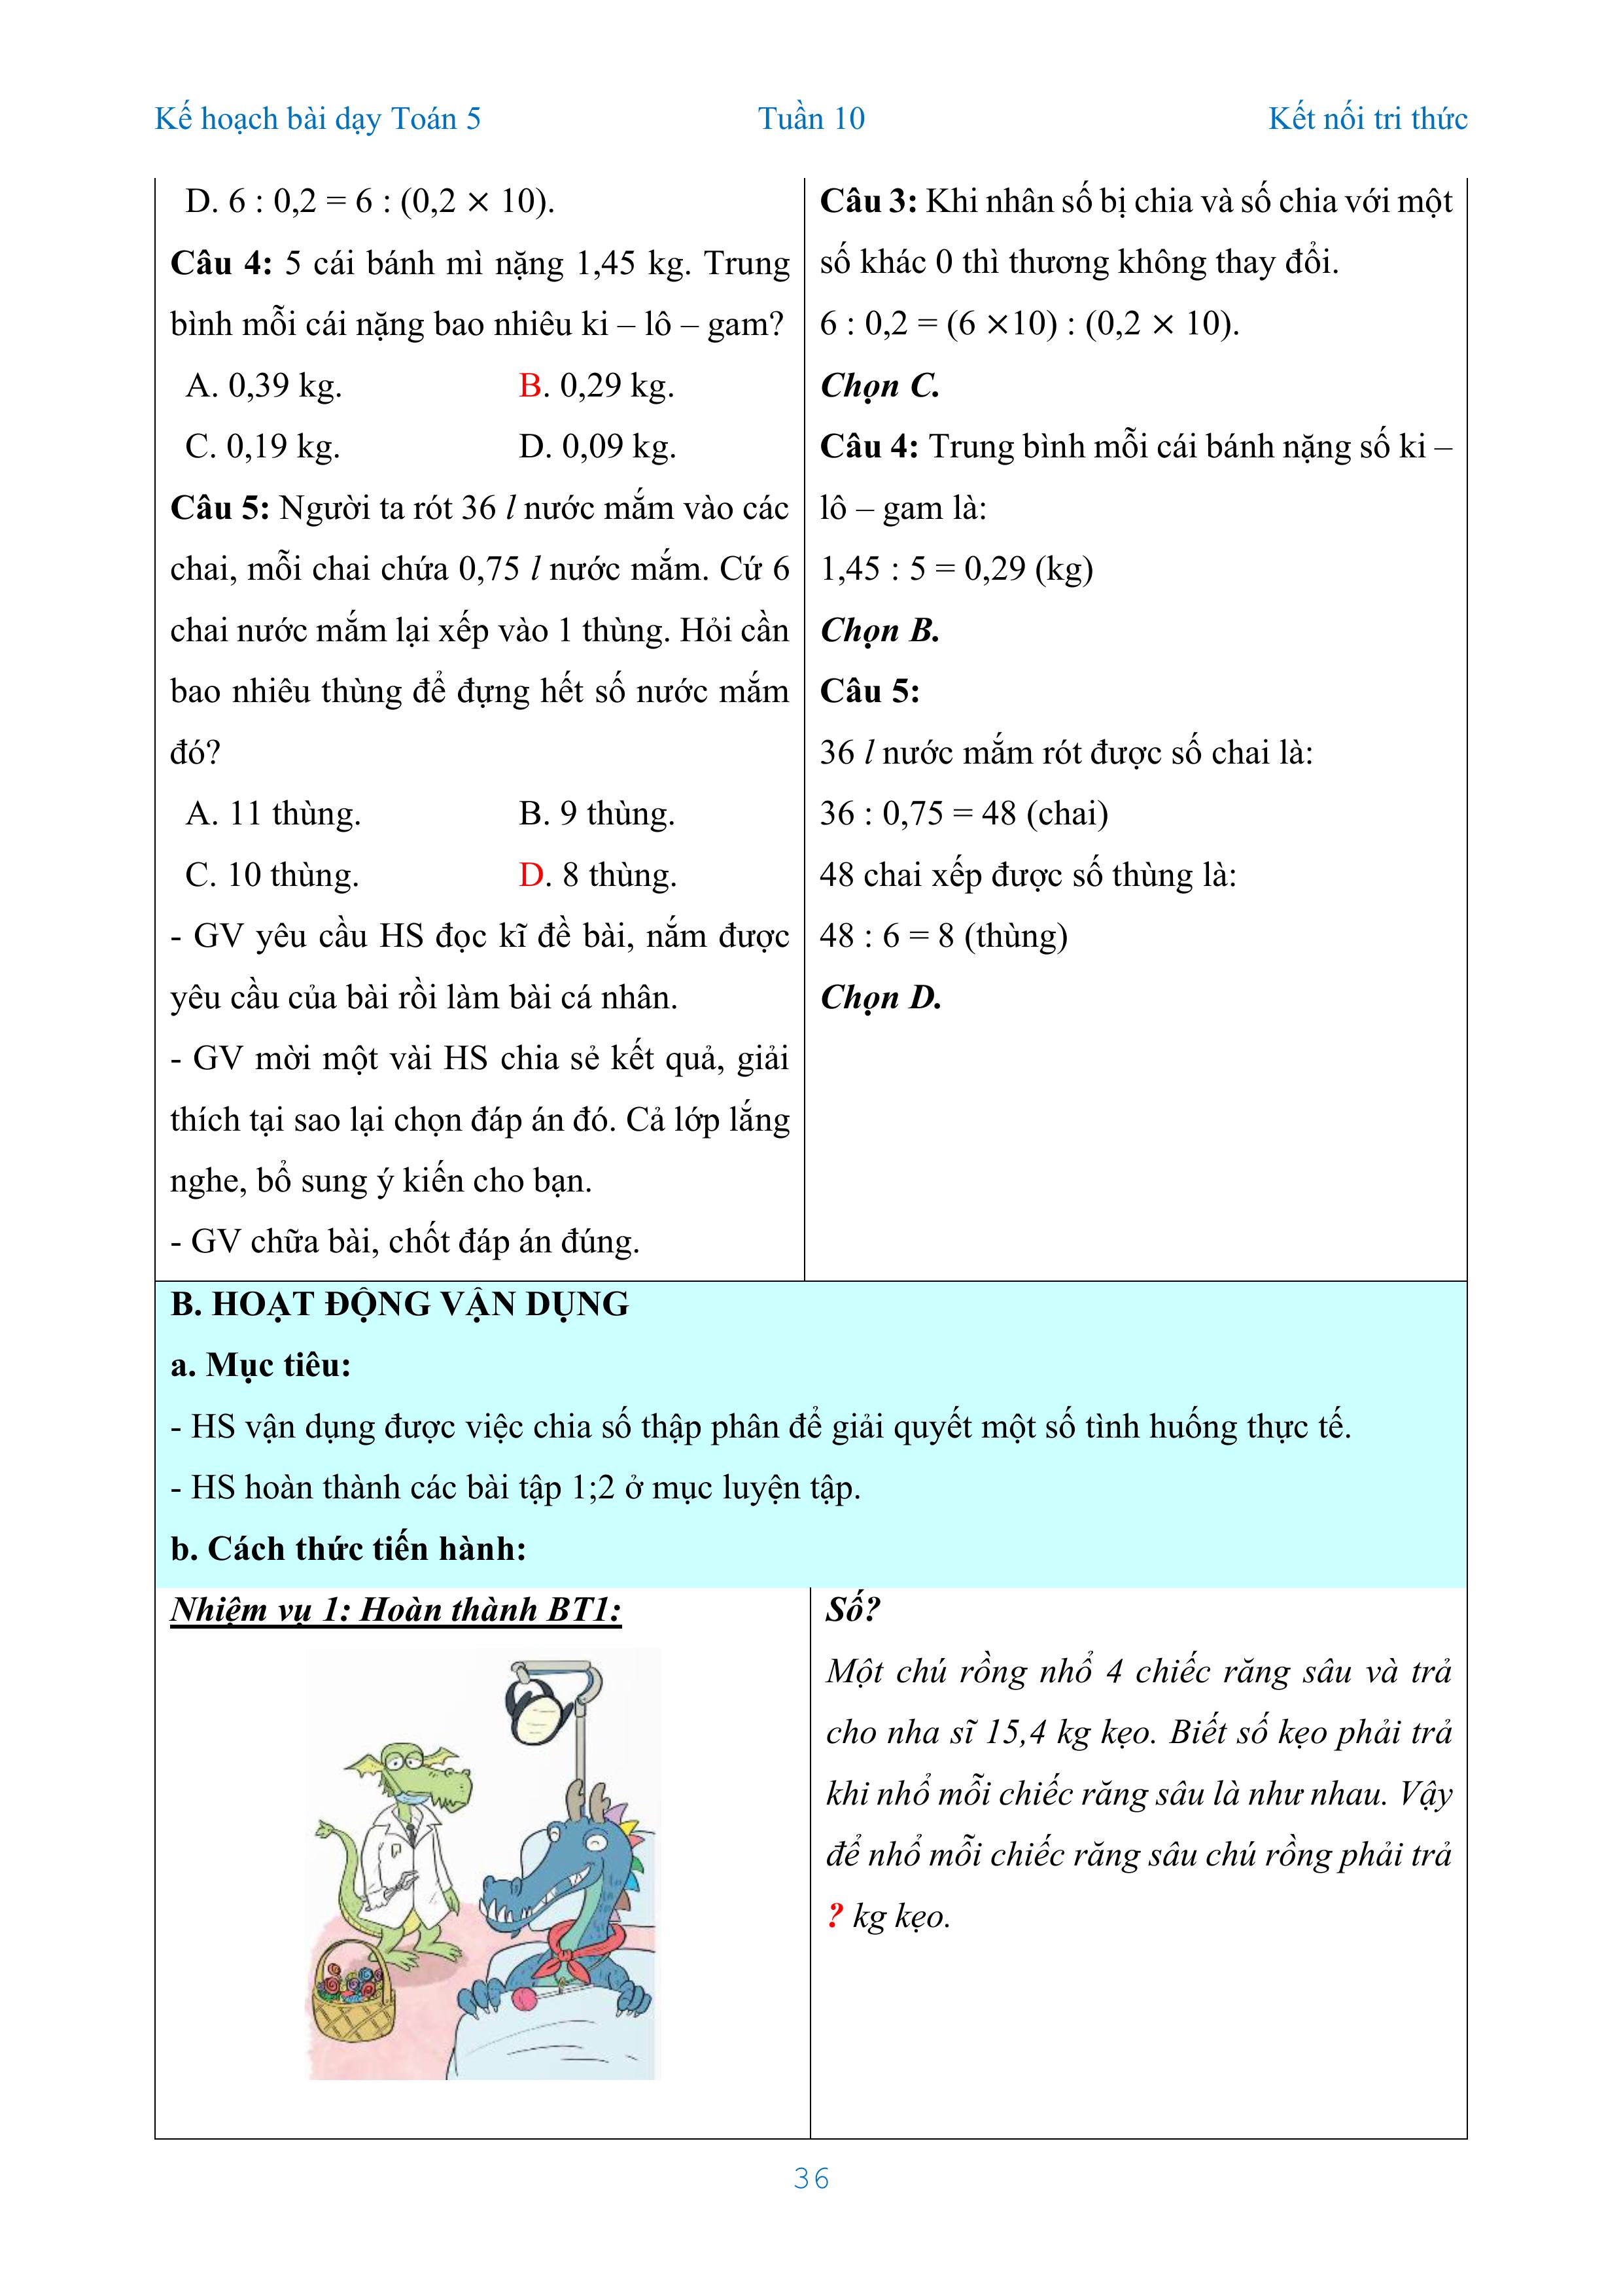 Kế hoạch bài dạy Toán 5 Tuần 10 Kết nối tri thức
D. 6 : 0,2 = 6 : (0,2 × 10).
Câu 4: 5 cái bánh mì nặng 1,45 kg. Trung
bình mỗi cái nặng bao nhiêu ki – lô – gam?
A. 0,39 kg. B. 0,29 kg.
C. 0,19 kg. D. 0,09 kg.
Câu 5: Người ta rót 36 l nước mắm vào các
chai, mỗi chai chứa 0,75 l nước mắm. Cứ 6
chai nước mắm lại xếp vào 1 thùng. Hỏi cần
bao nhiêu thùng để đựng hết số nước mắm
đó?
A. 11 thùng. B. 9 thùng.
C. 10 thùng. D. 8 thùng.
- GV yêu cầu HS đọc kĩ đề bài, nắm được
yêu cầu của bài rồi làm bài cá nhân.
- GV mời một vài HS chia sẻ kết quả, giải
thích tại sao lại chọn đáp án đó. Cả lớp lắng
nghe, bổ sung ý kiến cho bạn.
- GV chữa bài, chốt đáp án đúng.
Câu 3: Khi nhân số bị chia và số chia với một
số khác 0 thì thương không thay đổi.
6 : 0,2 = (6 ×10) : (0,2 × 10).
Chọn C.
Câu 4: Trung bình mỗi cái bánh nặng số ki –
lô – gam là:
1,45 : 5 = 0,29 (kg)
Chọn B.
Câu 5:
36 l nước mắm rót được số chai là:
36 : 0,75 = 48 (chai)
48 chai xếp được số thùng là:
48 : 6 = 8 (thùng)
Chọn D.
B. HOẠT ĐỘNG VẬN DỤNG
a. Mục tiêu:
- HS vận dụng được việc chia số thập phân để giải quyết một số tình huống thực tế.
- HS hoàn thành các bài tập 1;2 ở mục luyện tập.
b. Cách thức tiến hành:
Nhiệm vụ 1: Hoàn thành BT1:
Số?
Một chú rồng nhổ 4 chiếc răng sâu và trả
cho nha sĩ 15,4 kg kẹo. Biết số kẹo phải trả
khi nhổ mỗi chiếc răng sâu là như nhau. Vậy
để nhổ mỗi chiếc răng sâu chú rồng phải trả
? kg kẹo.
36